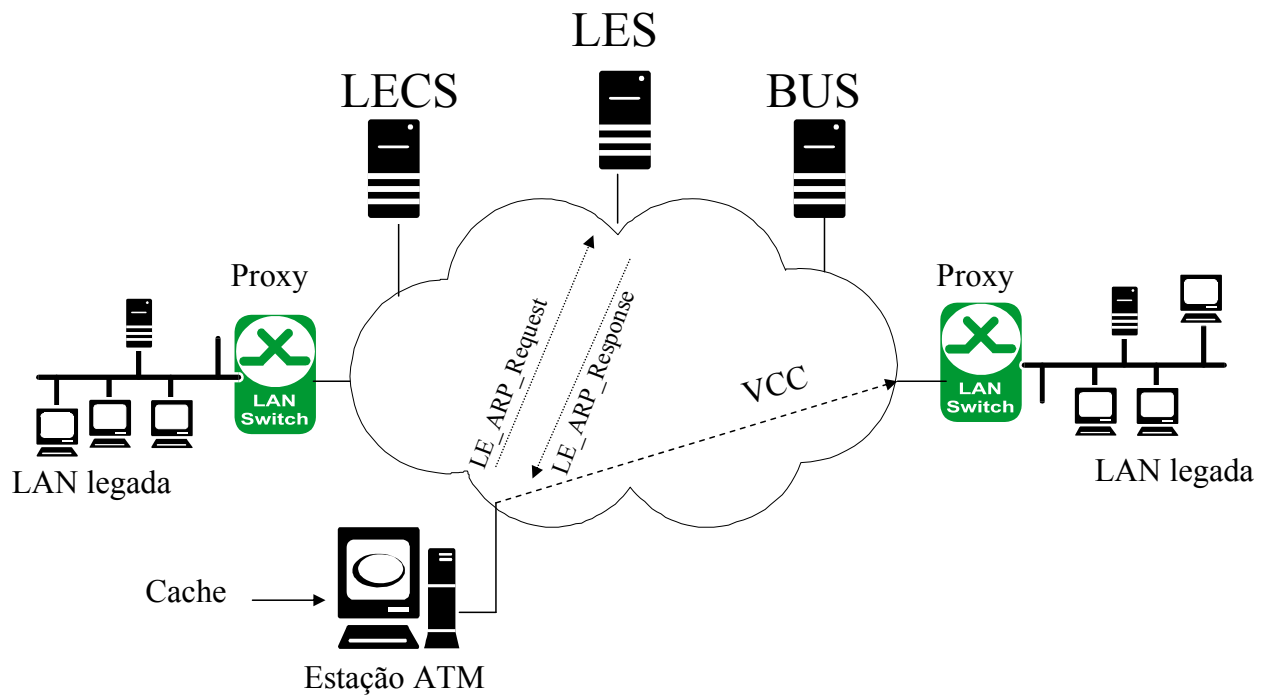 LES
LECS
BUS
Proxy
Proxy
LE_ARP_Request
LE_ARP_Response
VCC
LAN
Switch
LAN
Switch
LAN legada
LAN legada
Cache
Estação ATM